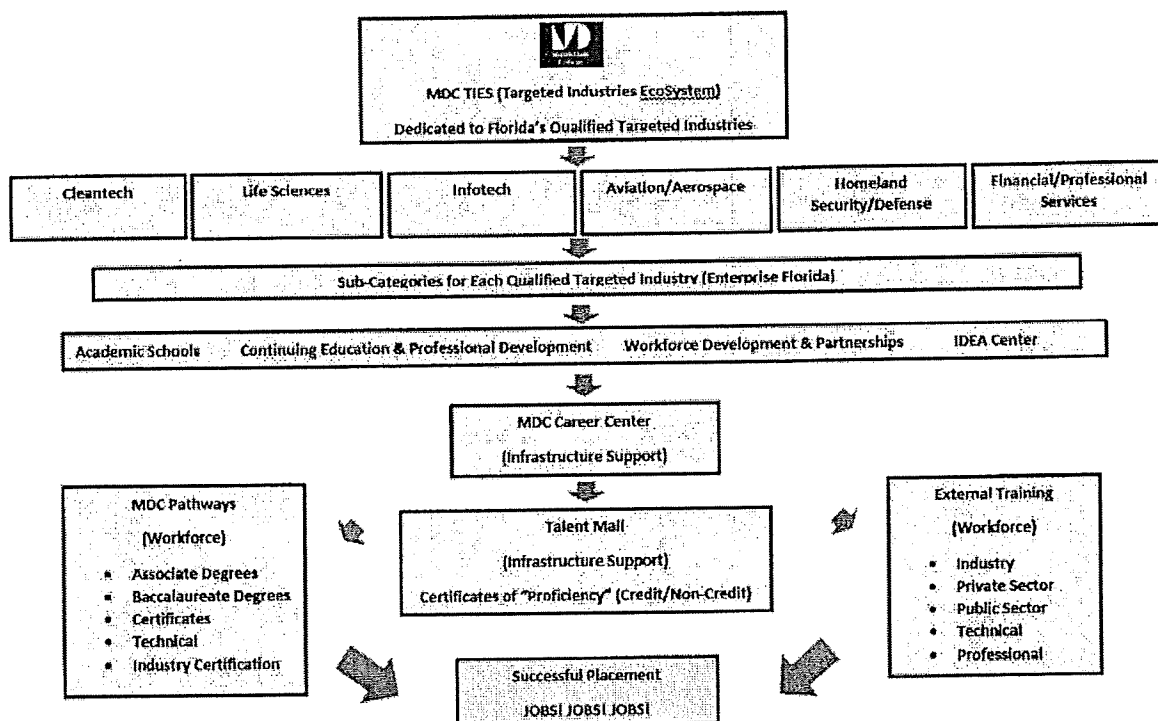 MDC TIES (Targeted Industries EcoSystem)
Dedicated to Florida's Qualified Targeted Industries
Cleantech
Life Sciences
Infotech
Aviation/Aerospace
Homeland
Security/Defense
Financial/Professional
Services
Sub-Categories for Each Qualified Targeted Industry (Enterprise Florida)
Academic Schools Continuing Education & Professional Development Workforce Development & Partnerships IDEA Center
MDC Career Center
(Infrastructure Support)
MDC Pathways
(Workforce)
• Associate Degrees
• Baccalaureate Degrees
• Certificates
• Technical
• Industry Certification
Talent Mall
(Infrastructure Support)
Certificates of "Proficiency" (Credit/Non-Credit)
External Training
(Workforce)
• Industry
• Private Sector
• Public Sector
• Technical
• Professional
Successful Placement
JOBS! JOBS! JOBS!